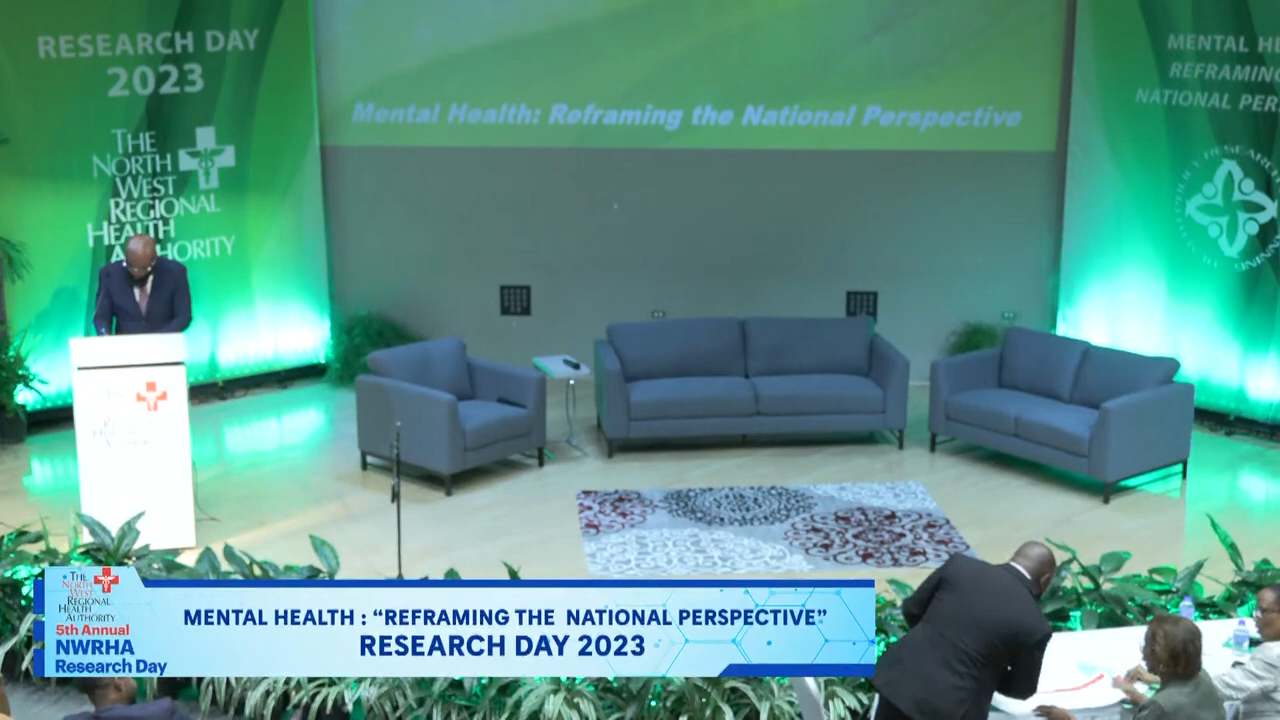 RESEARCH DAY
2023
THE
NORTH
WEST
REGIONAL
HEALTH
AUTHORITY
Mental Health: Reframing the National Perspective
MENTAL
REFRAMING
NATIONAL
POLICY RESEARCH
THE
NORTH
WEST
REGIONAL
HEALTH
AUTHORITY
5th Annual
NWRHA
Research Day
MENTAL HEALTH : “REFRAMING THE NATIONAL PERSPECTIVE”
RESEARCH DAY 2023